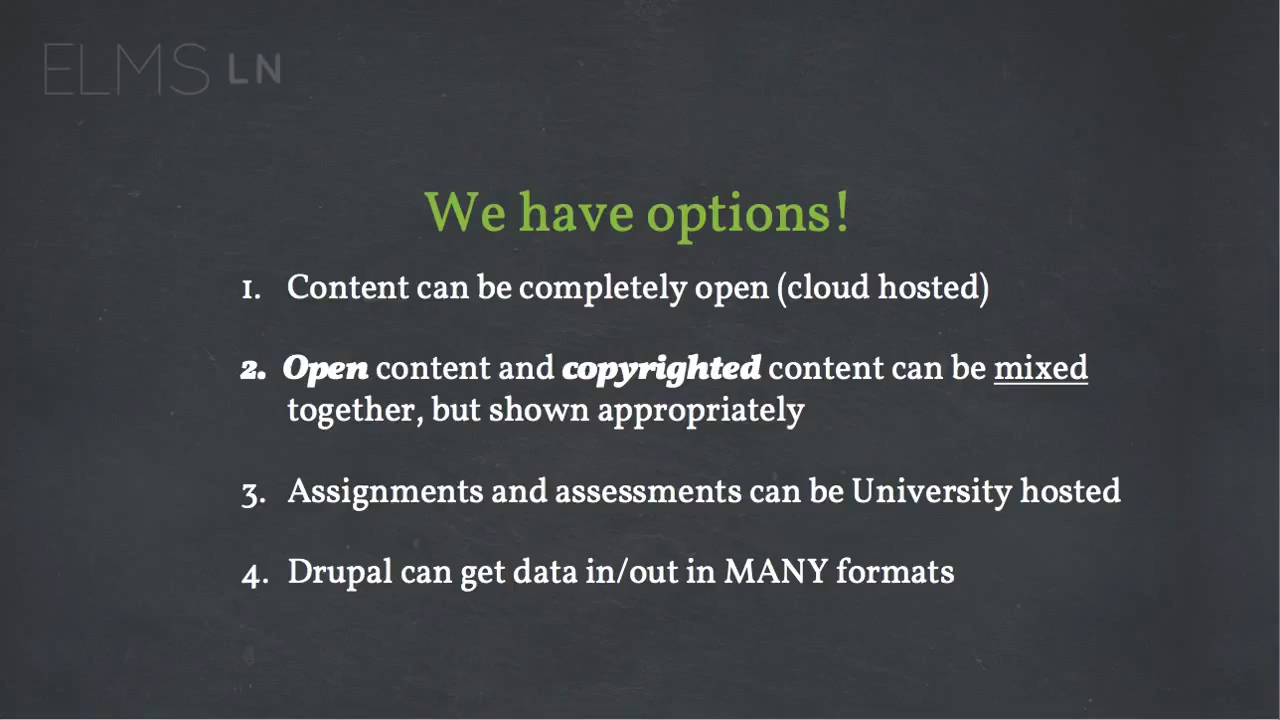 ELMS LN
We have options!
1. Content can be completely open (cloud hosted)
2. Open content and copyrighted content can be mixed
together, but shown appropriately
3. Assignments and assessments can be University hosted
4. Drupal can get data in/out in MANY formats